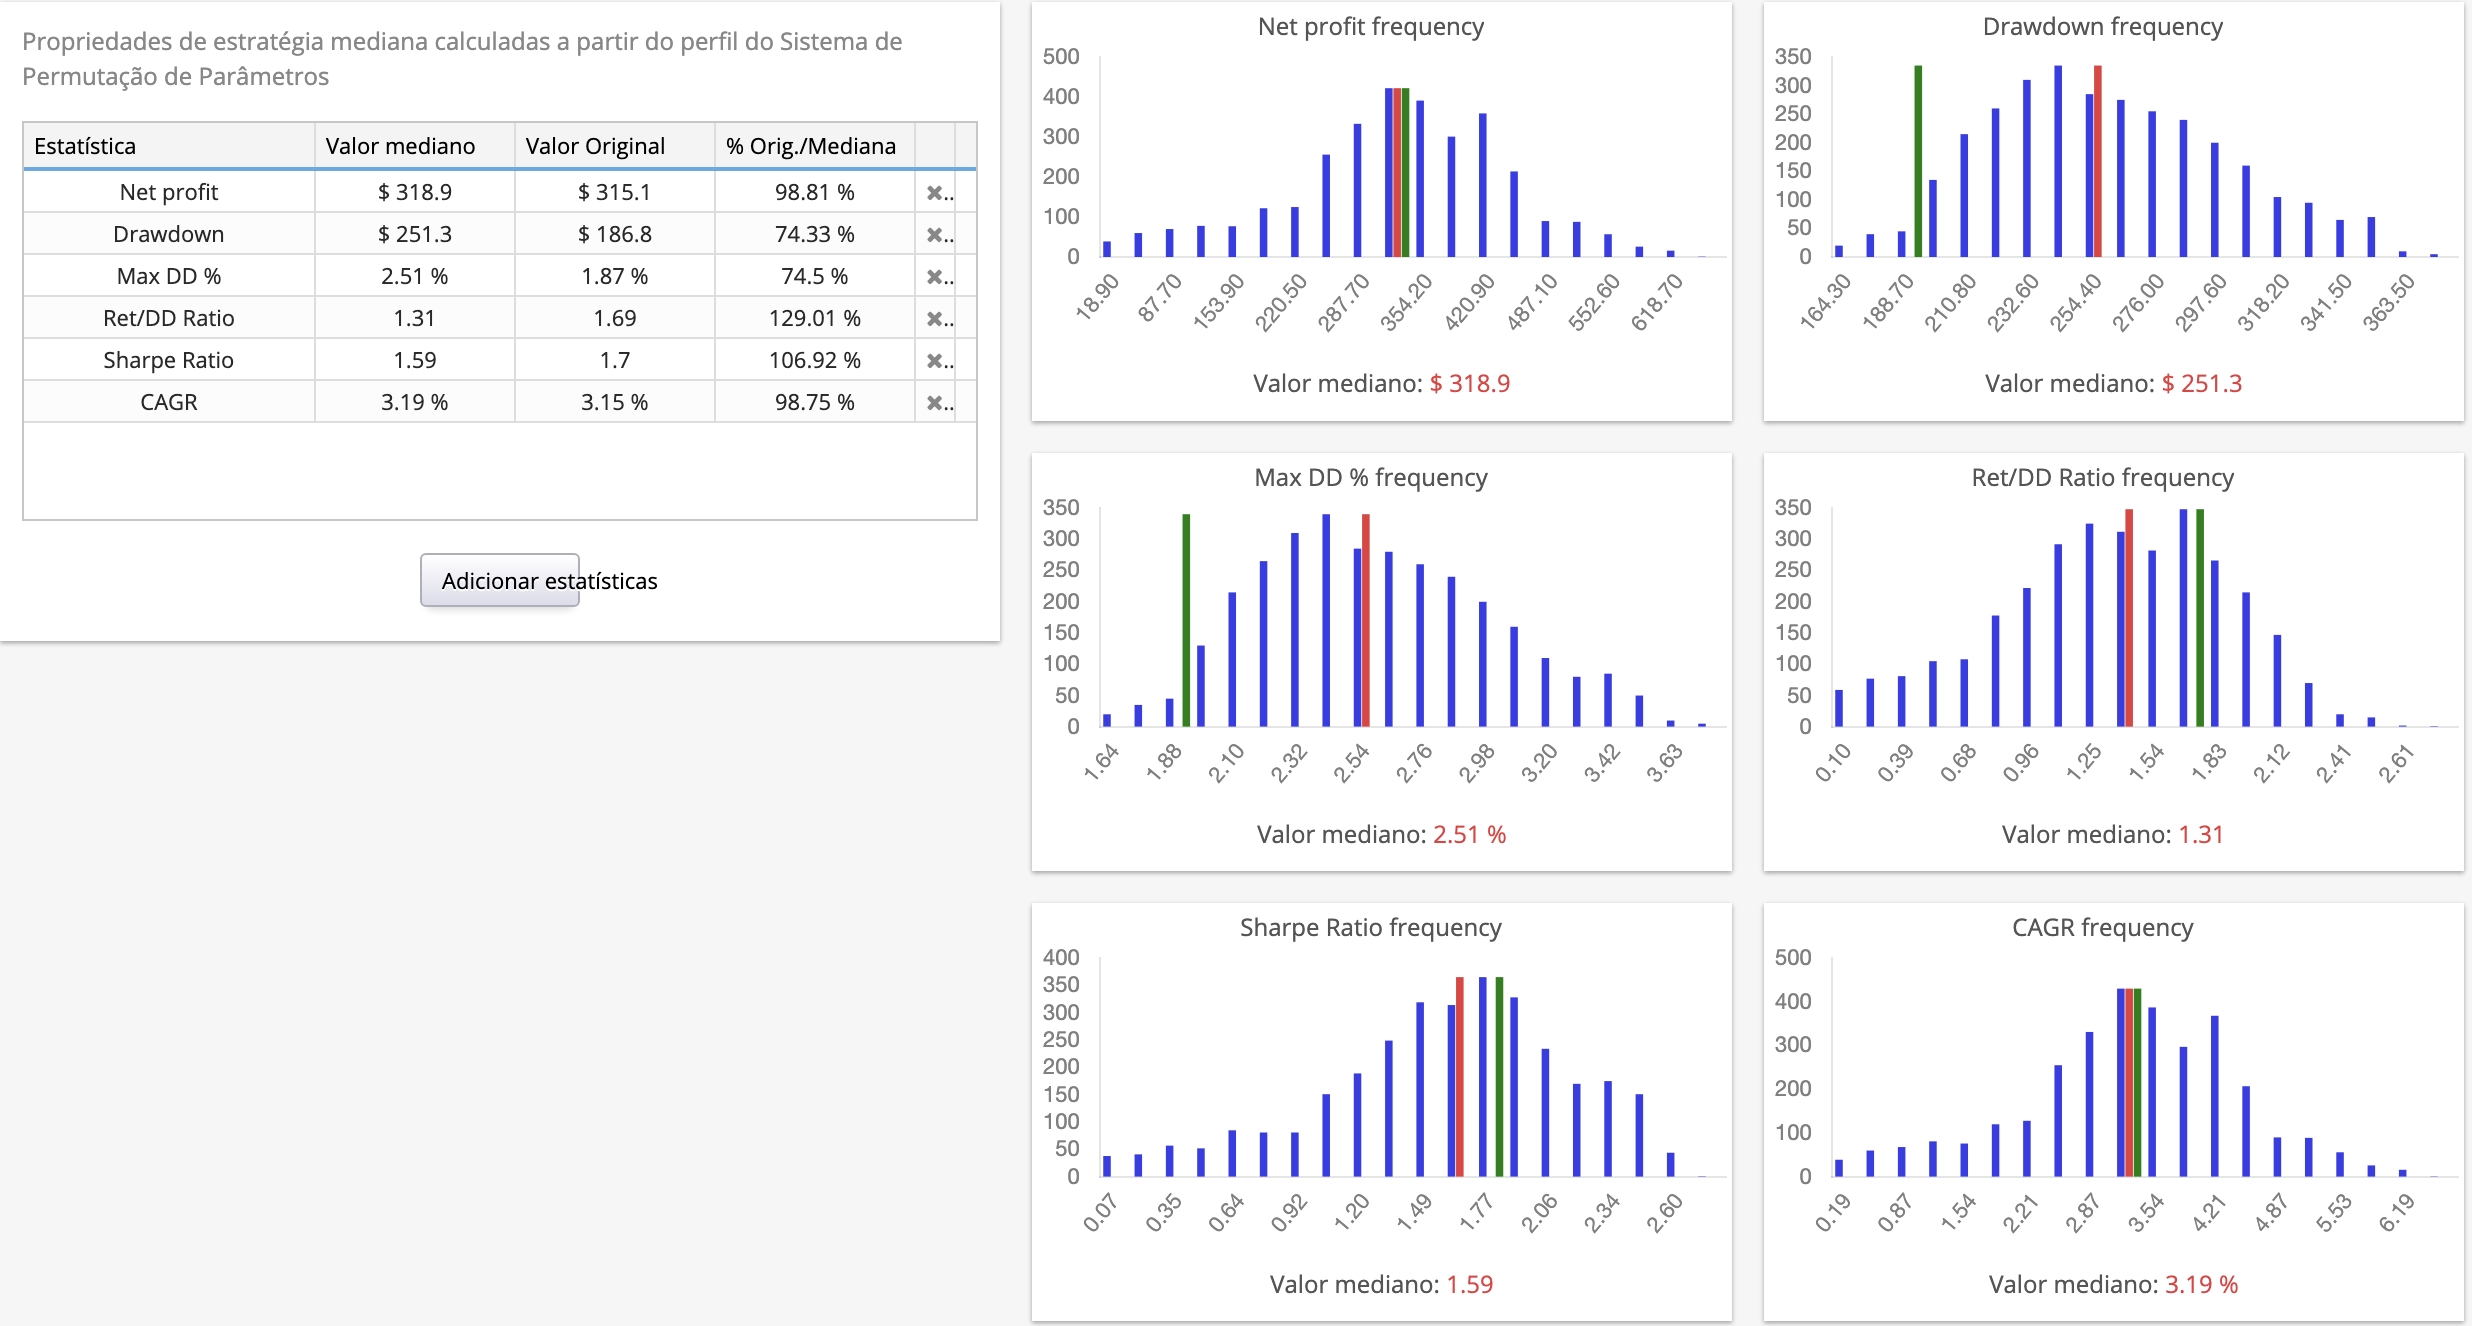 Propriedades de estratégia mediana calculadas a partir do perfil do Sistema de
Permutação de Parâmetros
Estatística Valor mediano Valor Original % Orig./Mediana
Net profit $ 318.9 $ 315.1 98.81 % ✖..
Drawdown $ 251.3 $ 186.8 74.33 % ✖..
Max DD % 2.51 % 1.87 % 74.5 % ✖..
Ret/DD Ratio 1.31 1.69 129.01 % ✖..
Sharpe Ratio 1.59 1.7 106.92 % ✖..
CAGR 3.19 % 3.15 % 98.75 % ✖..
Adicionar estatísticas
Net profit frequency
500
400
300
200
100
0
18.90 87.70 153.90 220.50 287.70 354.20 420.90 487.10 552.60 618.70
Valor mediano: $ 318.9
Drawdown frequency
350
300
250
200
150
100
50
0
164.30 188.70 210.80 232.60 254.40 276.00 297.60 318.20 341.50 363.50
Valor mediano: $ 251.3
Max DD % frequency
350
300
250
200
150
100
50
0
1.64 1.88 2.10 2.32 2.54 2.76 2.98 3.20 3.42 3.63
Valor mediano: 2.51 %
Ret/DD Ratio frequency
350
300
250
200
150
100
50
0
0.10 0.39 0.68 0.96 1.25 1.54 1.83 2.12 2.41 2.61
Valor mediano: 1.31
Sharpe Ratio frequency
400
350
300
250
200
150
100
50
0
0.07 0.35 0.64 0.92 1.20 1.49 1.77 2.06 2.34 2.60
Valor mediano: 1.59
CAGR frequency
500
400
300
200
100
0
0.19 0.87 1.54 2.21 2.87 3.54 4.21 4.87 5.53 6.19
Valor mediano: 3.19 %